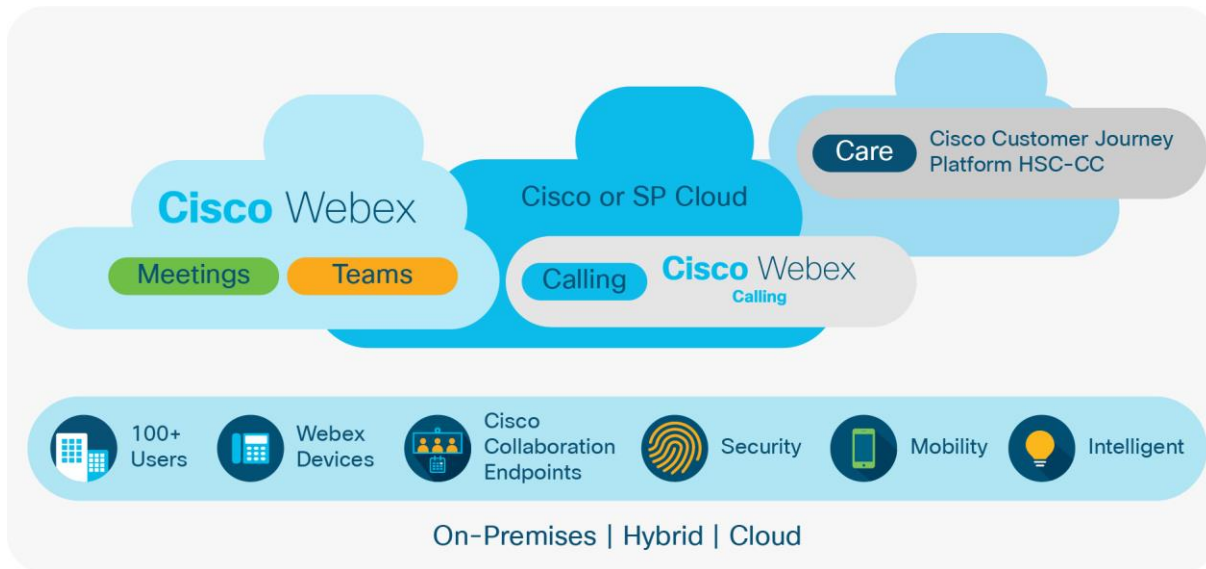 Cisco Webex
Meetings
Teams
Cisco or SP Cloud
Calling
Cisco Webex
Calling
Care
Cisco Customer Journey
Platform HSC-CC
100+
Users
Webex
Devices
Cisco
Collaboration
Endpoints
Security
Mobility
Intelligent
On-Premises | Hybrid | Cloud